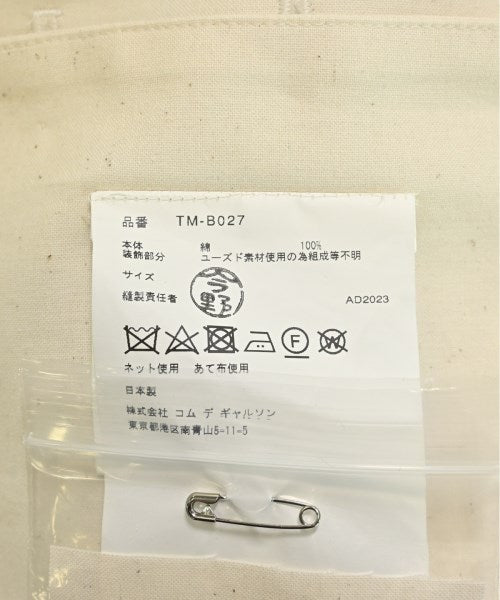 品番 TM-B027
本体 綿 100%
装飾部分 ユーズド素材使用の為組成等不明
サイズ
縫製責任者 今野 AD2023
F W
ネット使用 あて布使用
日本製
株式会社 コム デ ギャルソン
東京都港区南青山5-11-5